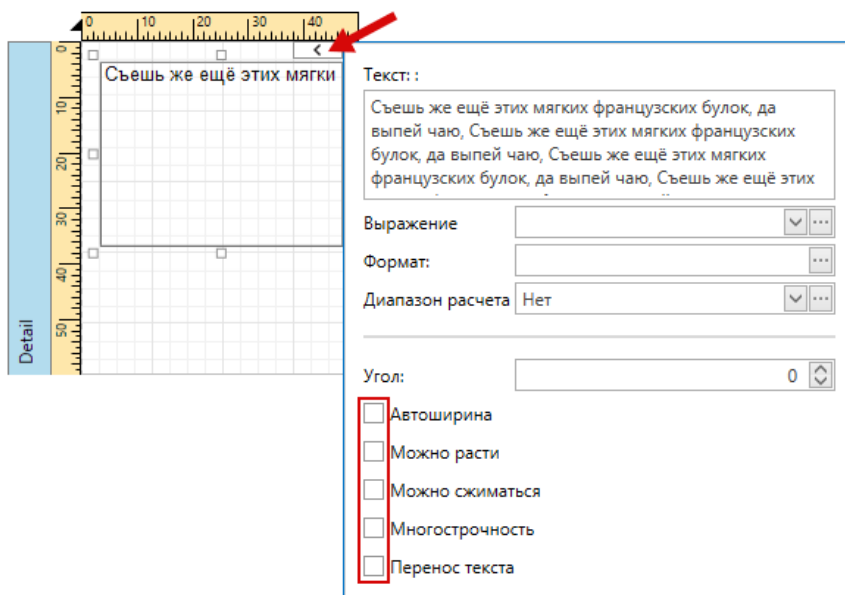 0 10 20 30 40
0
10
20
30
40
50
Detail
Съешь же ещё этих мягки
Текст: :
Съешь же ещё этих мягких французских булок, да
выпей чаю, Съешь же ещё этих мягких французских
булок, да выпей чаю, Съешь же ещё этих мягких
французских булок, да выпей чаю, Съешь же ещё этих
Выражение
Формат:
Диапазон расчета Нет
Угол: 0
Автоширина
Можно расти
Можно сжиматься
Многострочность
Перенос текста